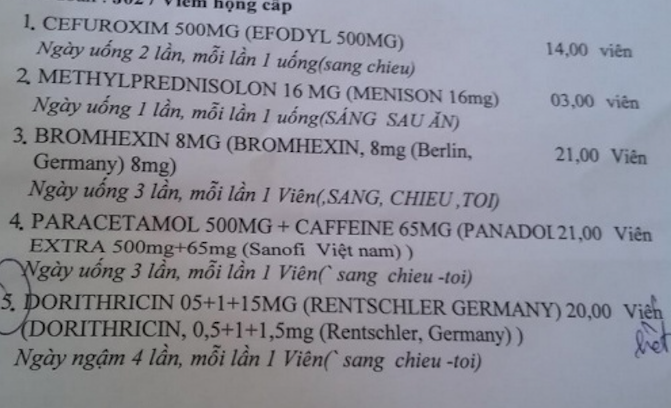 Viêm họng cấp
1. CEFUROXIM 500MG (EFODYL 500MG) 14,00 viên
Ngày uống 2 lần, mỗi lần 1 uống(sang chieu)
2. METHYLPREDNISOLON 16 MG (MENISON 16mg) 03,00 viên
Ngày uống 1 lần, mỗi lần 1 uống(SÁNG SAU ĂN)
3. BROMHEXIN 8MG (BROMHEXIN, 8mg (Berlin, 21,00 Viên
Germany) 8mg)
Ngày uống 3 lần, mỗi lần 1 Viên(,SANG, CHIEU ,TOI)
4. PARACETAMOL 500MG + CAFFEINE 65MG (PANADOL 21,00 Viên
EXTRA 500mg+65mg (Sanofi Việt nam) )
Ngày uống 3 lần, mỗi lần 1 Viên(` sang chieu -toi)
5. DORITHRICIN 05+1+15MG (RENTSCHLER GERMANY) 20,00 Viên
(DORITHRICIN, 0,5+1+1,5mg (Rentschler, Germany) ) hết
Ngày ngậm 4 lần, mỗi lần 1 Viên(` sang chieu -toi)